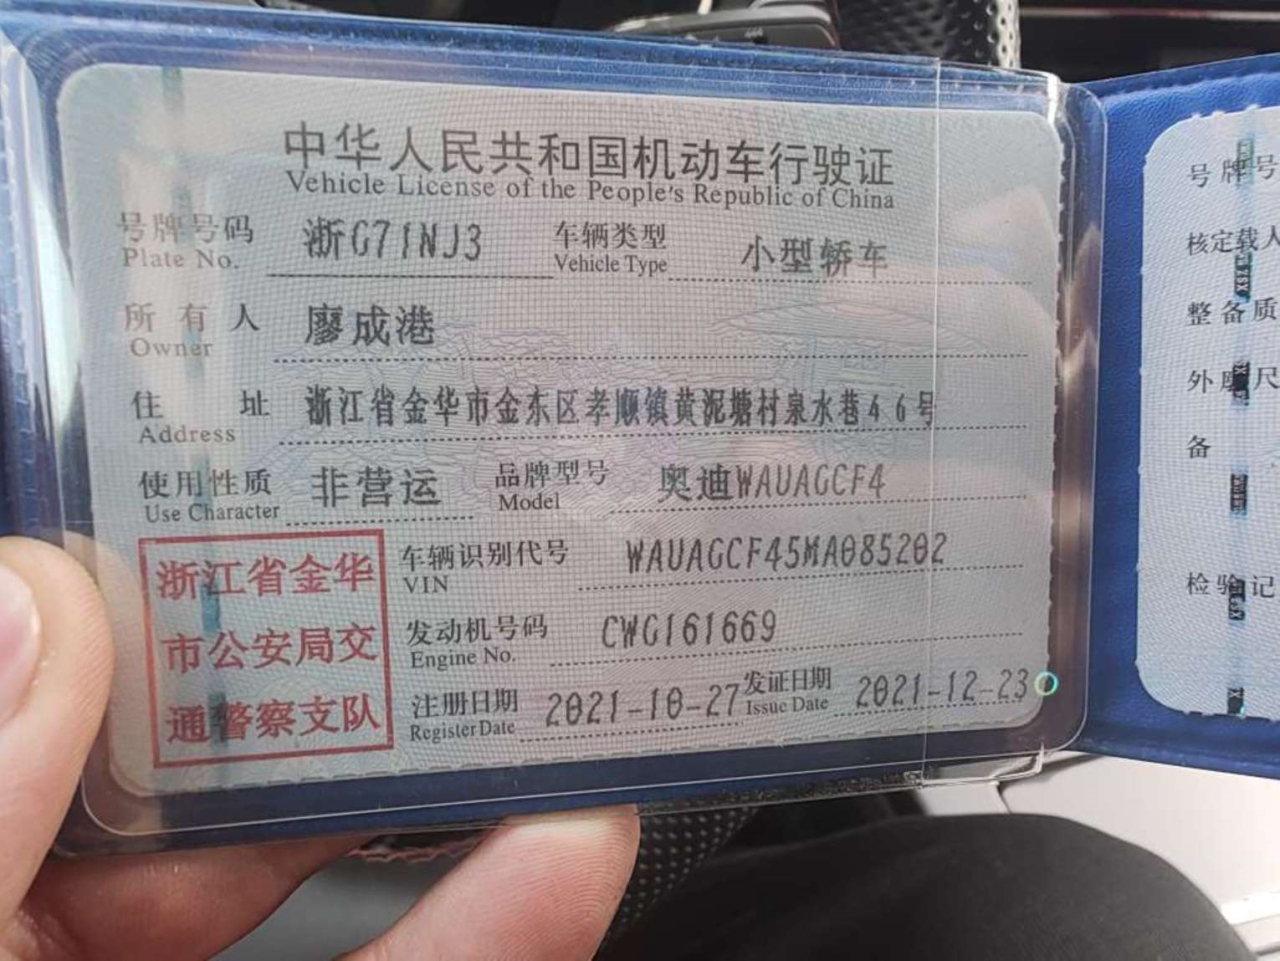 中华人民共和国机动车行驶证
Vehicle License of the People's Republic of China
号牌号码 浙G71NJ3 车辆类型 小型轿车
Plate No. Vehicle Type
所有人 廖成港
Owner
住址 浙江省金华市金东区孝顺镇黄泥塘村泉水巷46号
Address
使用性质 非营运 品牌型号 奥迪WAUAGCF4
Use Character Model
车辆识别代号 WAUAGCF45MA085202
VIN
发动机号码 CWG161669
Engine No.
注册日期 2021-10-27 发证日期 2021-12-23
Register Date Issue Date
浙江省金华
市公安局交
通警察支队
号牌号
核定载人
整备质
外廓尺
备
检验记